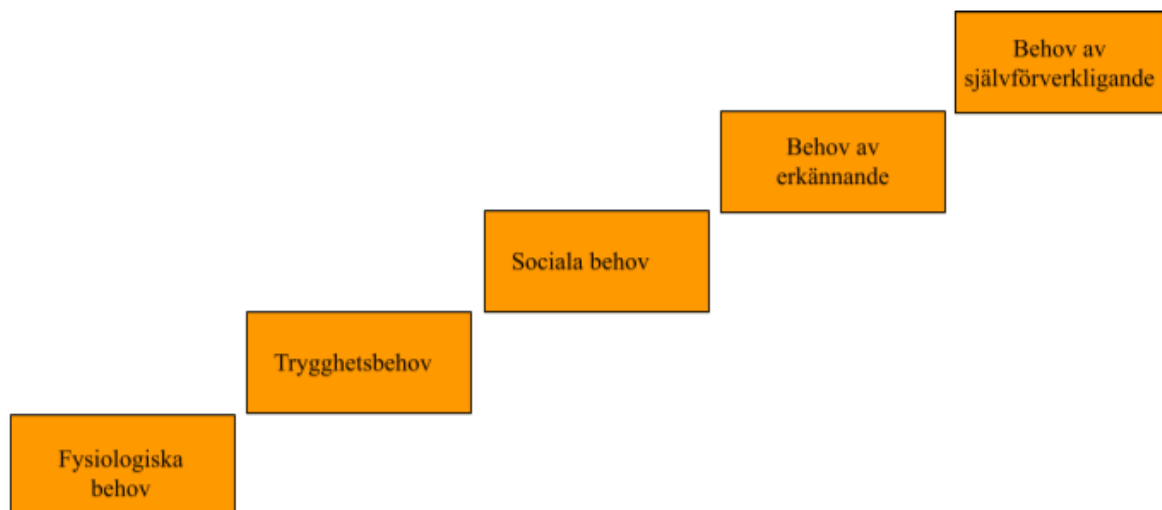 Behov av
självförverkligande
Behov av
erkännande
Sociala behov
Trygghetsbehov
Fysiologiska
behov